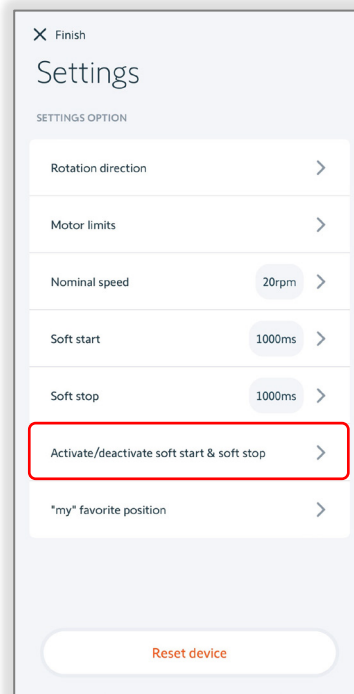 Finish
Settings
SETTINGS OPTION
Rotation direction
Motor limits
Nominal speed 20rpm
Soft start 1000ms
Soft stop 1000ms
Activate/deactivate soft start & soft stop
"my" favorite position
Reset device